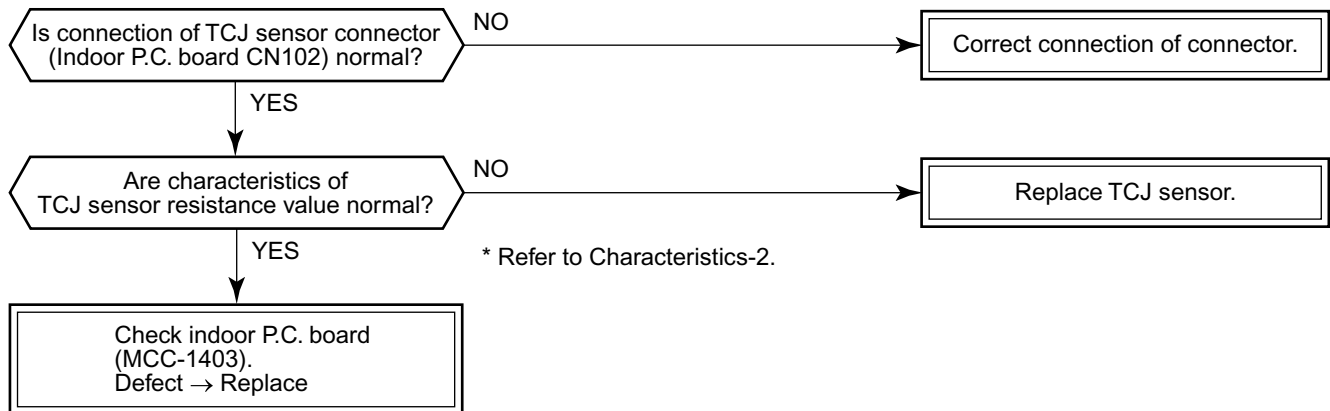 Is connection of TCJ sensor connector
(Indoor P.C. board CN102) normal?
NO
Correct connection of connector.
YES
Are characteristics of
TCJ sensor resistance value normal?
NO
Replace TCJ sensor.
YES
* Refer to Characteristics-2.
Check indoor P.C. board
(MCC-1403).
Defect → Replace